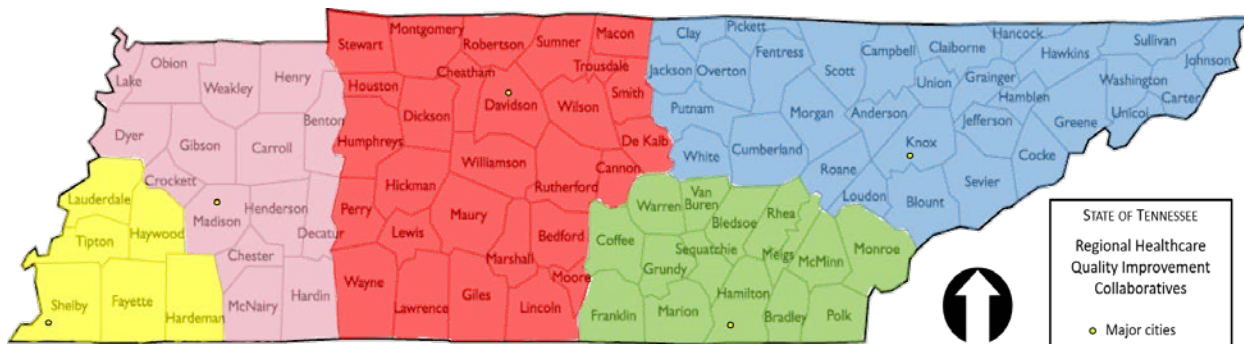 Lake
Obion
Weakley
Henry
Benton
Dyer
Gibson
Carroll
Crockett
Madison
Henderson
Decatur
Chester
McNairy
Hardin
Lauderdale
Haywood
Tipton
Shelby
Fayette
Hardeman
Stewart
Montgomery
Robertson
Sumner
Macon
Trousdale
Cheatham
Houston
Dickson
Davidson
Wilson
Smith
Humphreys
De Kalb
Cannon
Williamson
Rutherford
Hickman
Perry
Lewis
Maury
Bedford
Marshall
Moore
Wayne
Lawrence
Giles
Lincoln
Clay
Pickett
Fentress
Scott
Campbell
Claiborne
Hancock
Hawkins
Sullivan
Johnson
Jackson
Overton
Union
Grainger
Hamblen
Washington
Carter
Unicoi
Putnam
Morgan
Anderson
Jefferson
Greene
White
Cumberland
Roane
Knox
Cocke
Loudon
Blount
Sevier
Warren
Van
Buren
Bledsoe
Rhea
Coffee
Sequatchie
Meigs
McMinn
Monroe
Grundy
Hamilton
Franklin
Marion
Bradley
Polk
STATE OF TENNESSEE
Regional Healthcare
Quality Improvement
Collaboratives
Major cities